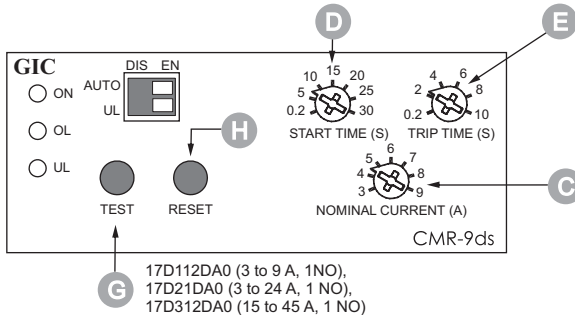 D
E
GIC
DIS EN
AUTO
UL
ON
OL
UL
0.2 5 10 15 20 25 30
START TIME (S)
0.2 2 4 6 8 10
TRIP TIME (S)
H
TEST
RESET
3 4 5 6 7 8 9
NOMINAL CURRENT (A)
C
CMR-9ds
G
17D112DA0 (3 to 9 A, 1NO),
17D21DA0 (3 to 24 A, 1 NO),
17D312DA0 (15 to 45 A, 1 NO)